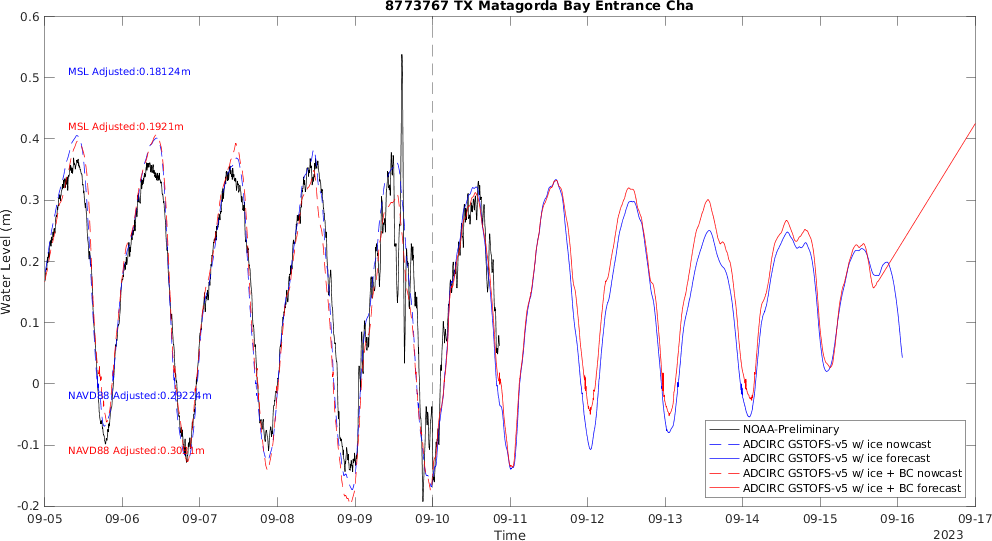 8773767 TX Matagorda Bay Entrance Cha
0.6
0.5
0.4
0.3
0.2
0.1
0
-0.1
-0.2
Water Level (m)
MSL Adjusted:0.18124m
MSL Adjusted:0.1921m
NAVD88 Adjusted:0.29224m
NAVD88 Adjusted:
NOAA-Preliminary
ADCIRC GSTOFS-v5 w/ ice nowcast
ADCIRC GSTOFS-v5 w/ ice forecast
ADCIRC GSTOFS-v5 w/ ice + BC nowcast
ADCIRC GSTOFS-v5 w/ ice + BC forecast
09-05 09-06 09-07 09-08 09-09 09-10 09-11 09-12 09-13 09-14 09-15 09-16 09-17
Time
2023